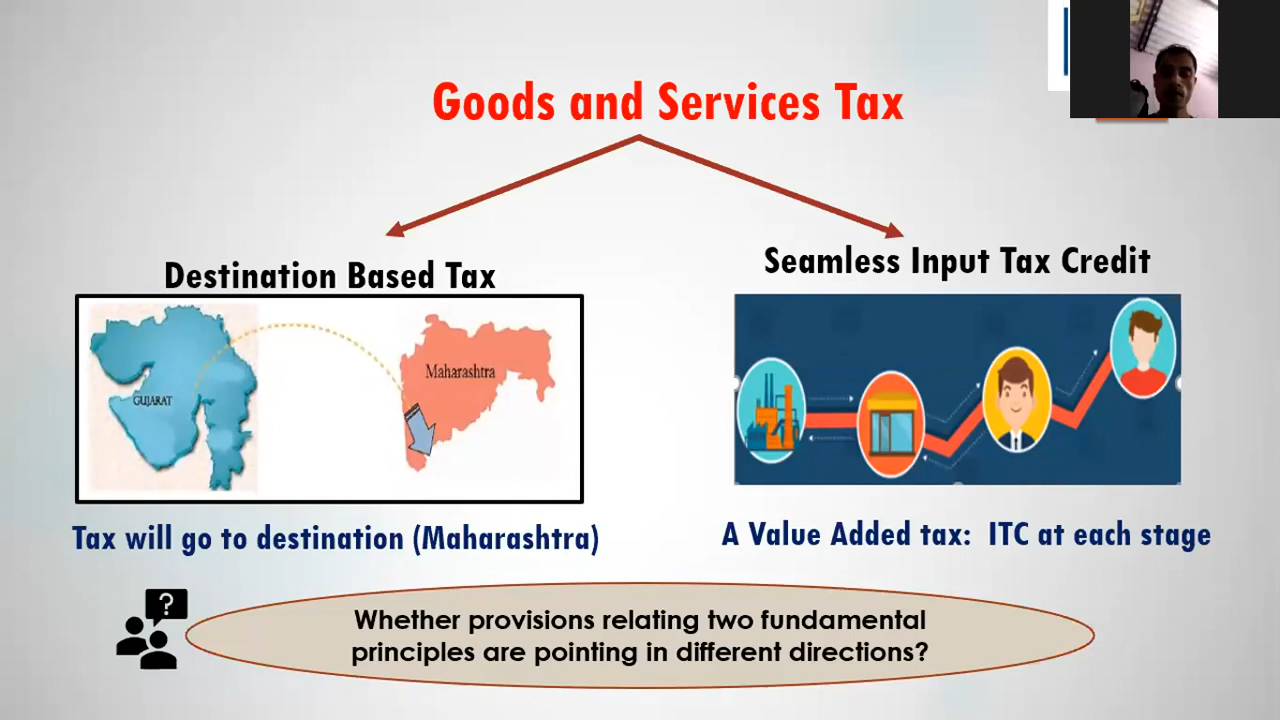 Goods and Services Tax
Destination Based Tax
Seamless Input Tax Credit
GUJARAT
Maharashtra
Tax will go to destination (Maharashtra)
A Value Added tax: ITC at each stage
?
Whether provisions relating two fundamental
principles are pointing in different directions?